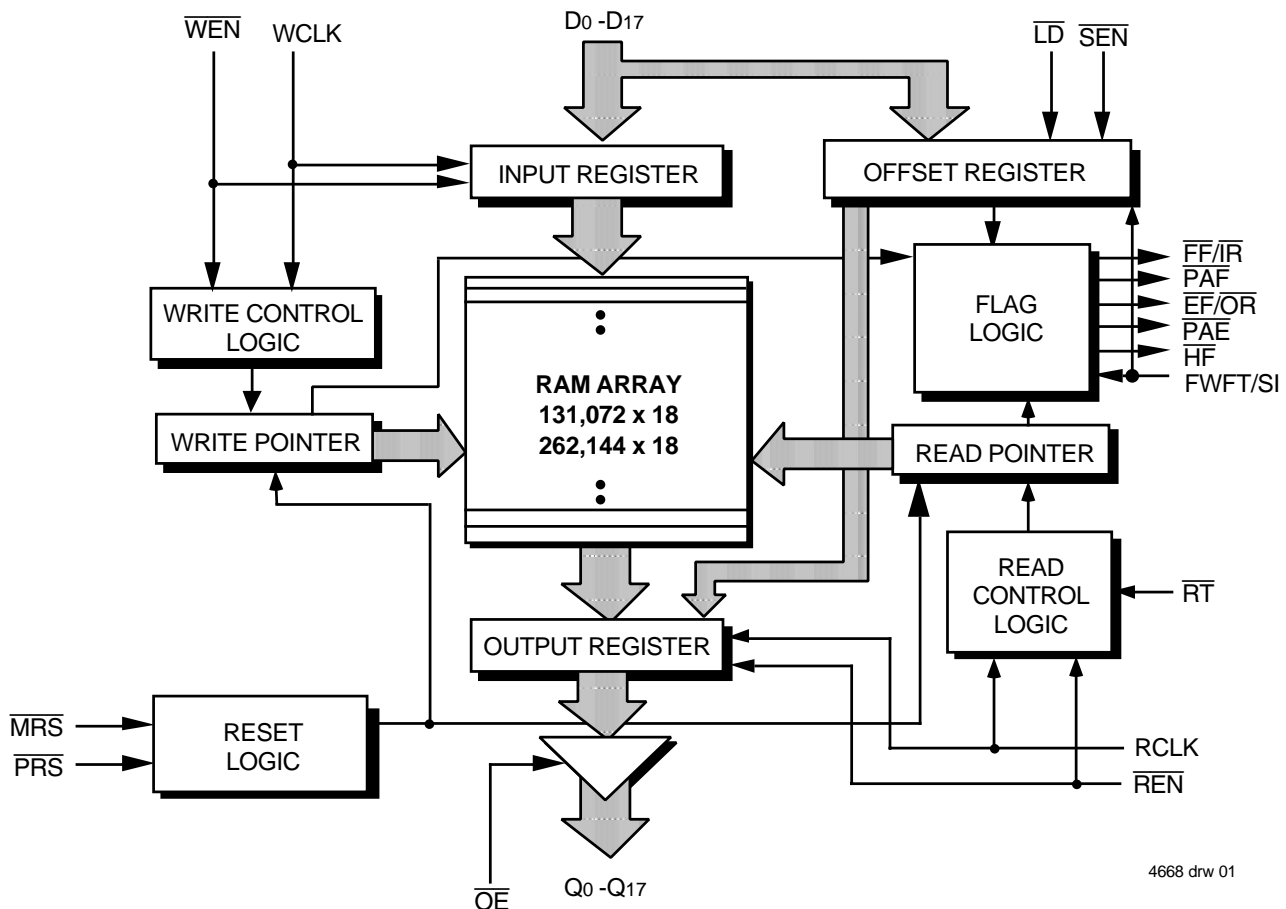 WEN WCLK D0 -D17 LD SEN
INPUT REGISTER
OFFSET REGISTER
WRITE CONTROL
LOGIC
WRITE POINTER
RAM ARRAY
131,072 x 18
262,144 x 18
FLAG
LOGIC
FF/IR
PAF
EF/OR
PAE
HF
FWFT/SI
READ POINTER
READ
CONTROL
LOGIC
RT
OUTPUT REGISTER
MRS
PRS
RESET
LOGIC
RCLK
REN
OE
Q0 -Q17
4668 drw 01